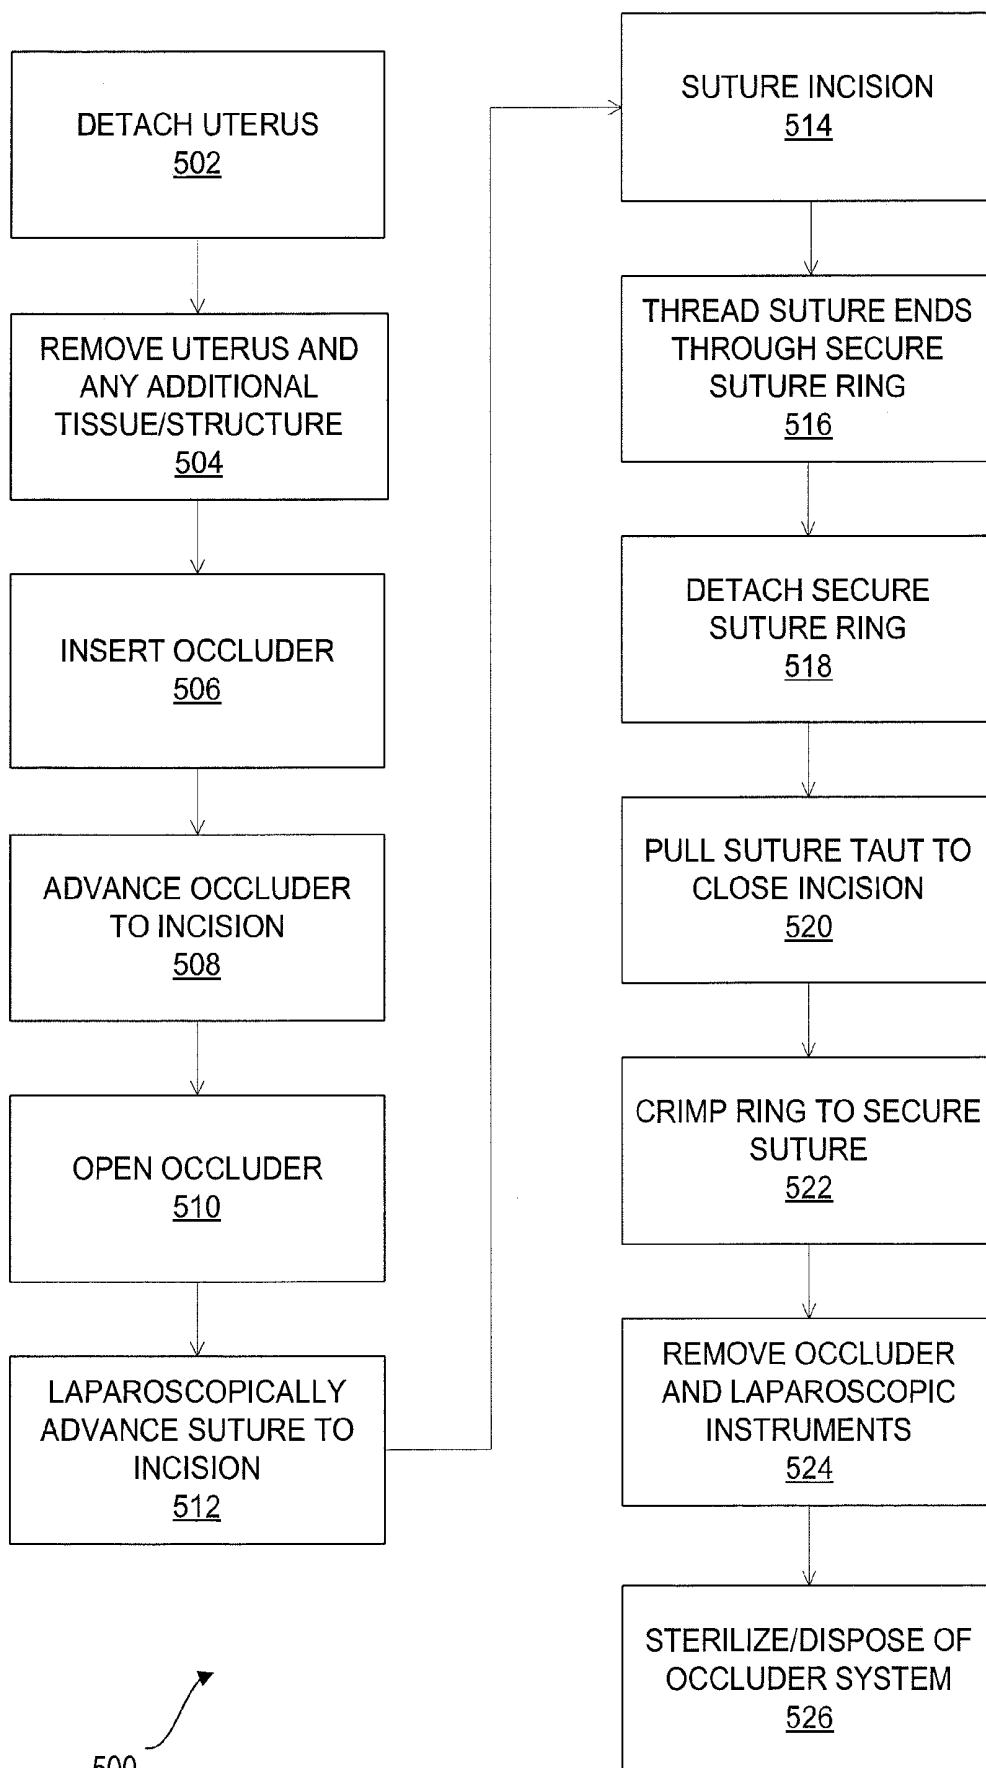 DETACH UTERUS
502
REMOVE UTERUS AND
ANY ADDITIONAL
TISSUE/STRUCTURE
504
INSERT OCCLUDER
506
ADVANCE OCCLUDER
TO INCISION
508
OPEN OCCLUDER
510
LAPAROSCOPICALLY
ADVANCE SUTURE TO
INCISION
512
SUTURE INCISION
514
THREAD SUTURE ENDS
THROUGH SECURE
SUTURE RING
516
DETACH SECURE
SUTURE RING
518
PULL SUTURE TAUT TO
CLOSE INCISION
520
CRIMP RING TO SECURE
SUTURE
522
REMOVE OCCLUDER
AND LAPAROSCOPIC
INSTRUMENTS
524
STERILIZE/DISPOSE OF
OCCLUDER SYSTEM
526
500